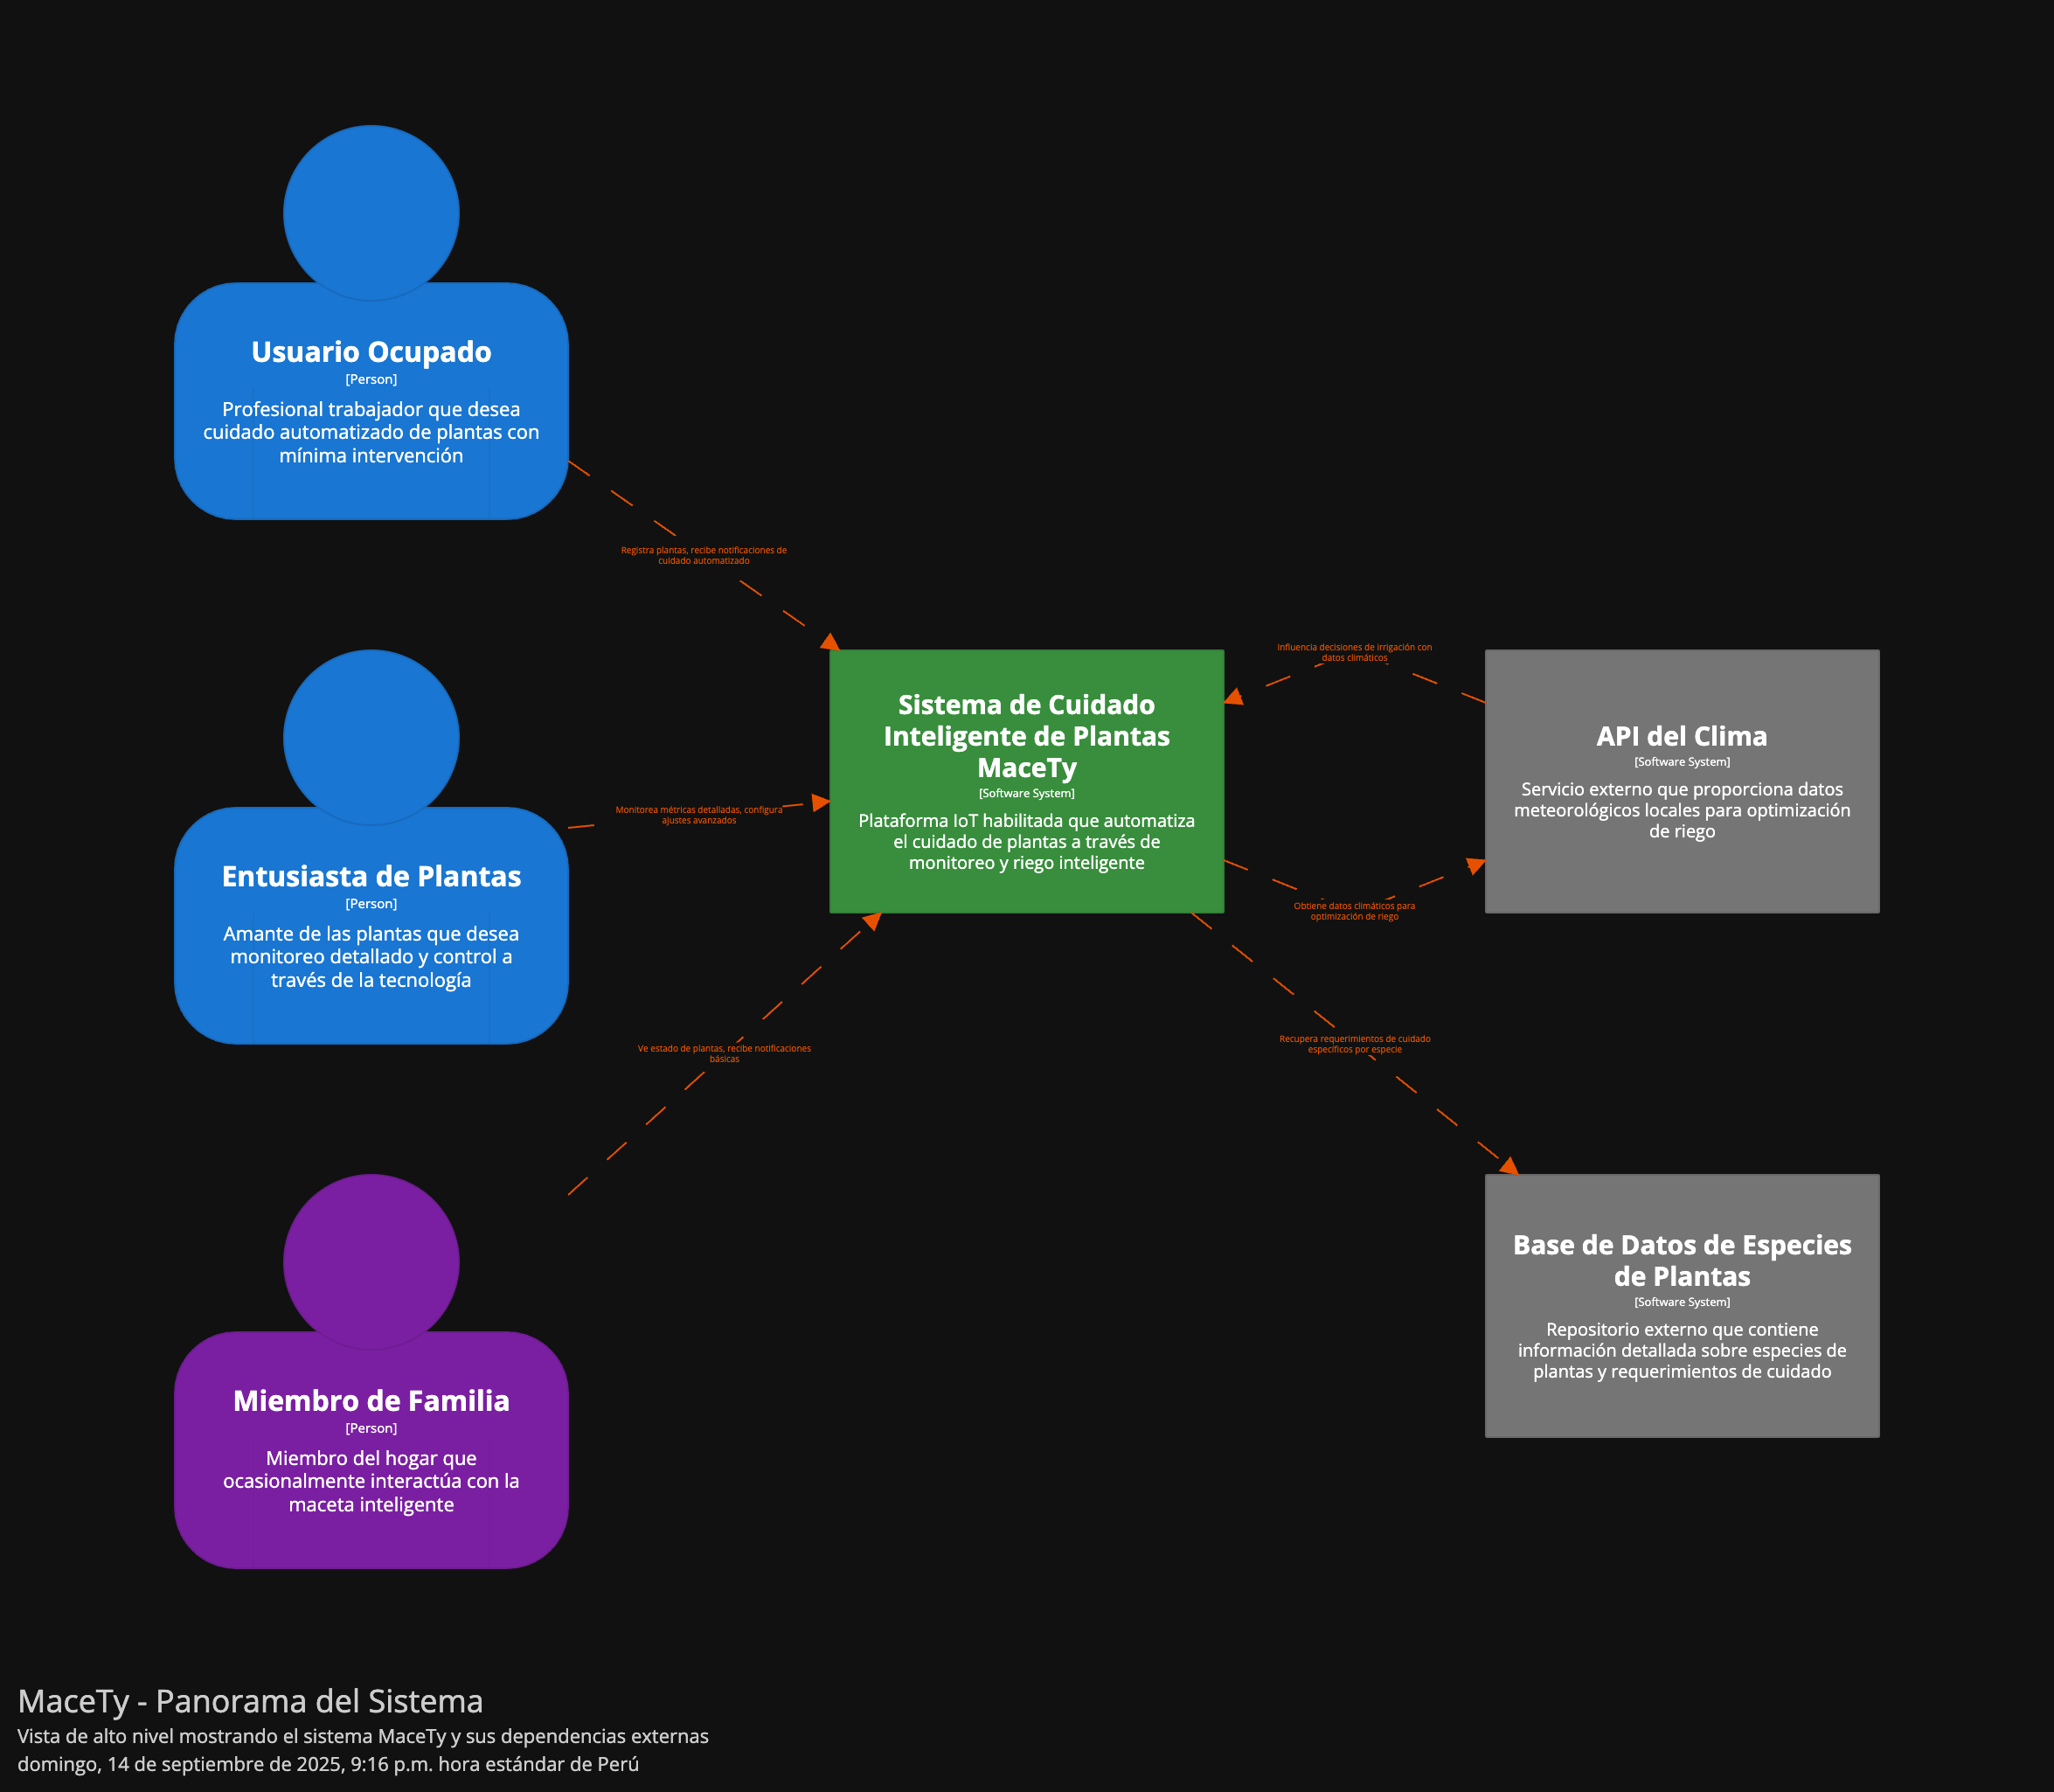 Usuario Ocupado
[Person]
Profesional trabajador que desea
cuidado automatizado de plantas con
mínima intervención
Registra plantas, recibe notificaciones de
cuidado automatizado
Entusiasta de Plantas
[Person]
Amante de las plantas que desea
monitoreo detallado y control a
través de la tecnología
Monitorea métricas detalladas, configura
ajustes avanzados
Miembro de Familia
[Person]
Miembro del hogar que
ocasionalmente interactúa con la
maceta inteligente
Ve estado de plantas, recibe notificaciones
básicas
Sistema de Cuidado
Inteligente de Plantas
MaceTy
[Software System]
Plataforma IoT habilitada que automatiza
el cuidado de plantas a través de
monitoreo y riego inteligente
Influencia decisiones de irrigación con
datos climáticos
Obtiene datos climáticos para
optimización de riego
Recupera requerimientos de cuidado
específicos por especie
API del Clima
[Software System]
Servicio externo que proporciona datos
meteorológicos locales para optimización
de riego
Base de Datos de Especies
de Plantas
[Software System]
Repositorio externo que contiene
información detallada sobre especies de
plantas y requerimientos de cuidado
MaceTy - Panorama del Sistema
Vista de alto nivel mostrando el sistema MaceTy y sus dependencias externas
domingo, 14 de septiembre de 2025, 9:16 p.m. hora estándar de Perú